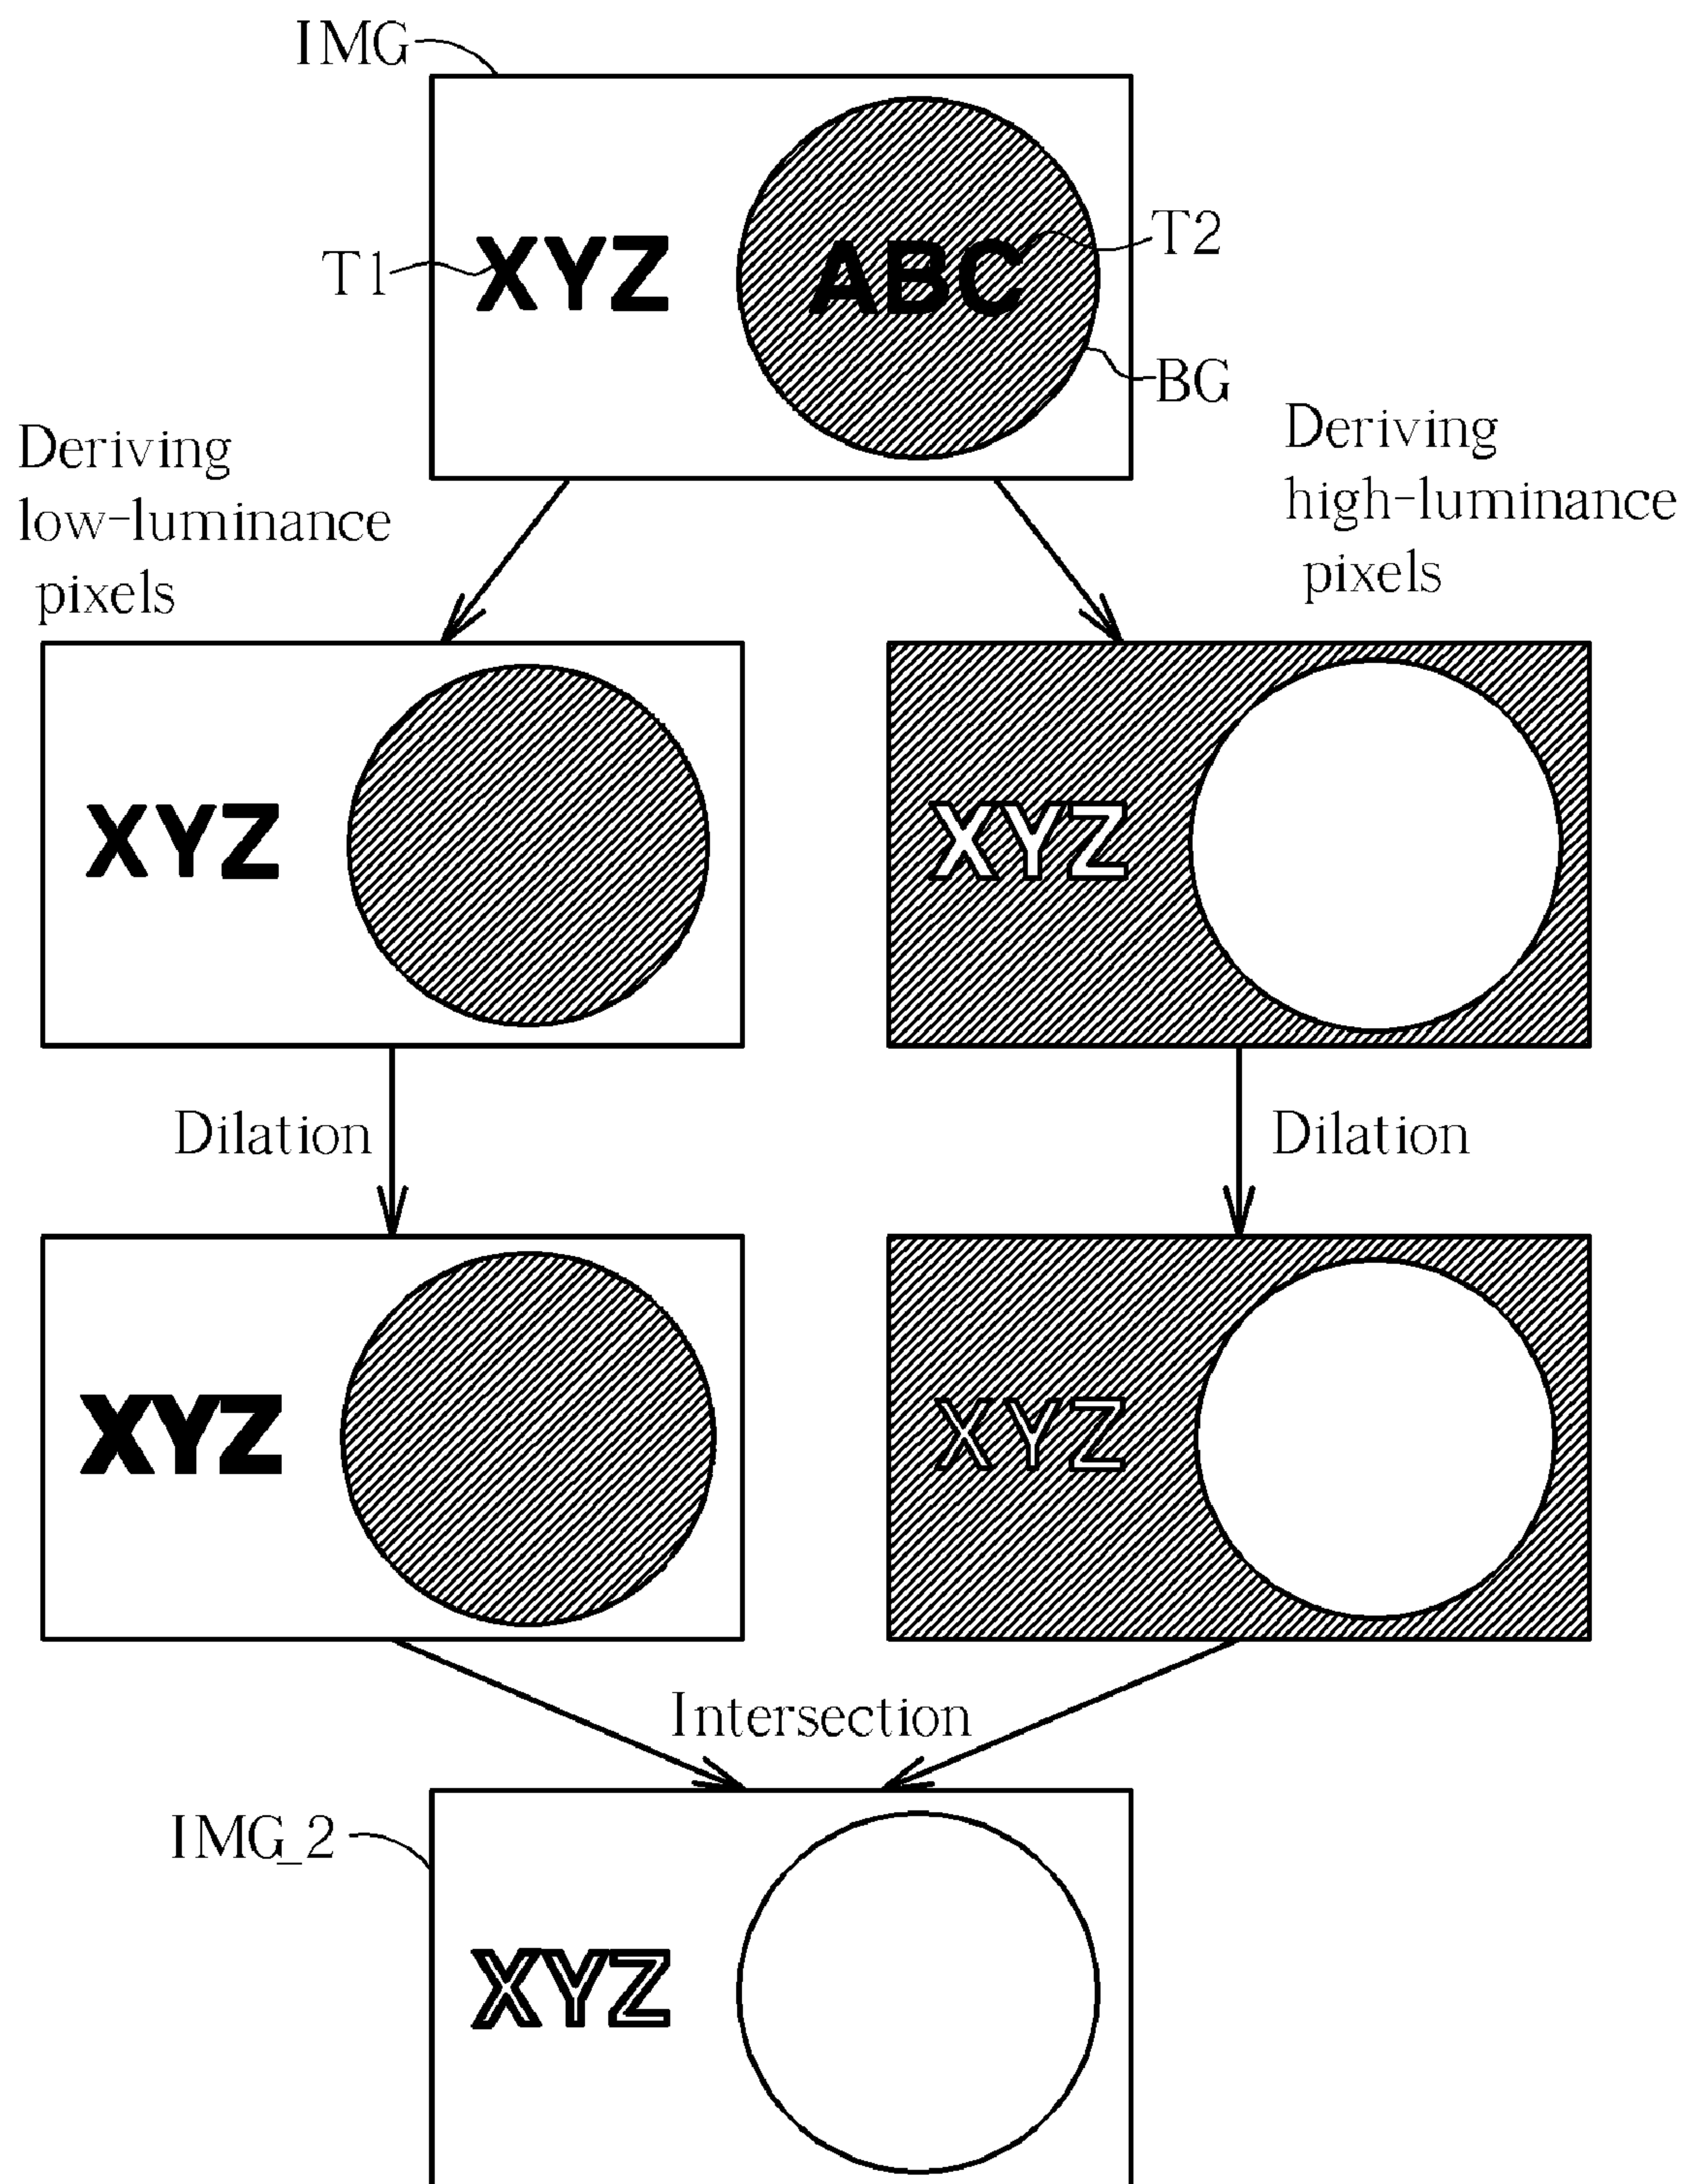 IMG
T1
XYZ
ABC
T2
BG
Deriving
low-luminance
pixels
Deriving
high-luminance
pixels
XYZ
XYZ
Dilation
Dilation
XYZ
XYZ
Intersection
IMG_2
XYZ